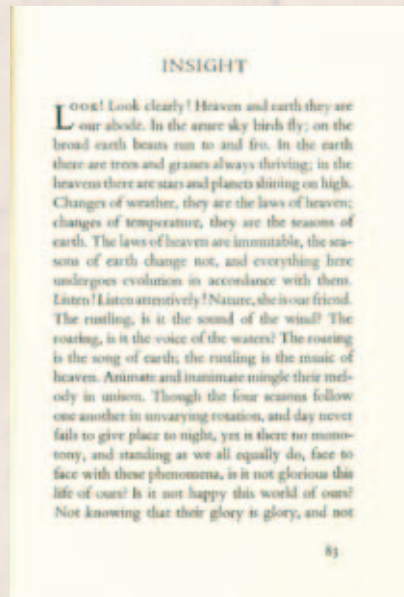 INSIGHT
LOOK! Look clearly! Heaven and earth they are
our abode. In the azure sky birds fly; on the
broad earth beasts run to and fro. In the earth
there are trees and grasses always thriving; in the
heavens there are stars and planets shining on high.
Changes of weather, they are the laws of heaven;
changes of temperature, they are the seasons of
earth. The laws of heaven are immutable, the sea-
sons of earth change not, and everything here
undergoes evolution in accordance with them.
Listen! Listen attentively! Nature, she is our friend.
The rustling, is it the sound of the wind? The
roaring, is it the voice of the waters? The roaring
is the song of earth; the rustling is the music of
heaven. Animate and inanimate mingle their mel-
ody in unison. Though the four seasons follow
one another in unvarying rotation, and day never
fails to give place to night, yet is there no mono-
tony, and standing as we all equally do, face to
face with these phenomena, is it not glorious this
life of ours? Is it not happy this world of ours?
Not knowing that their glory is glory, and not
83